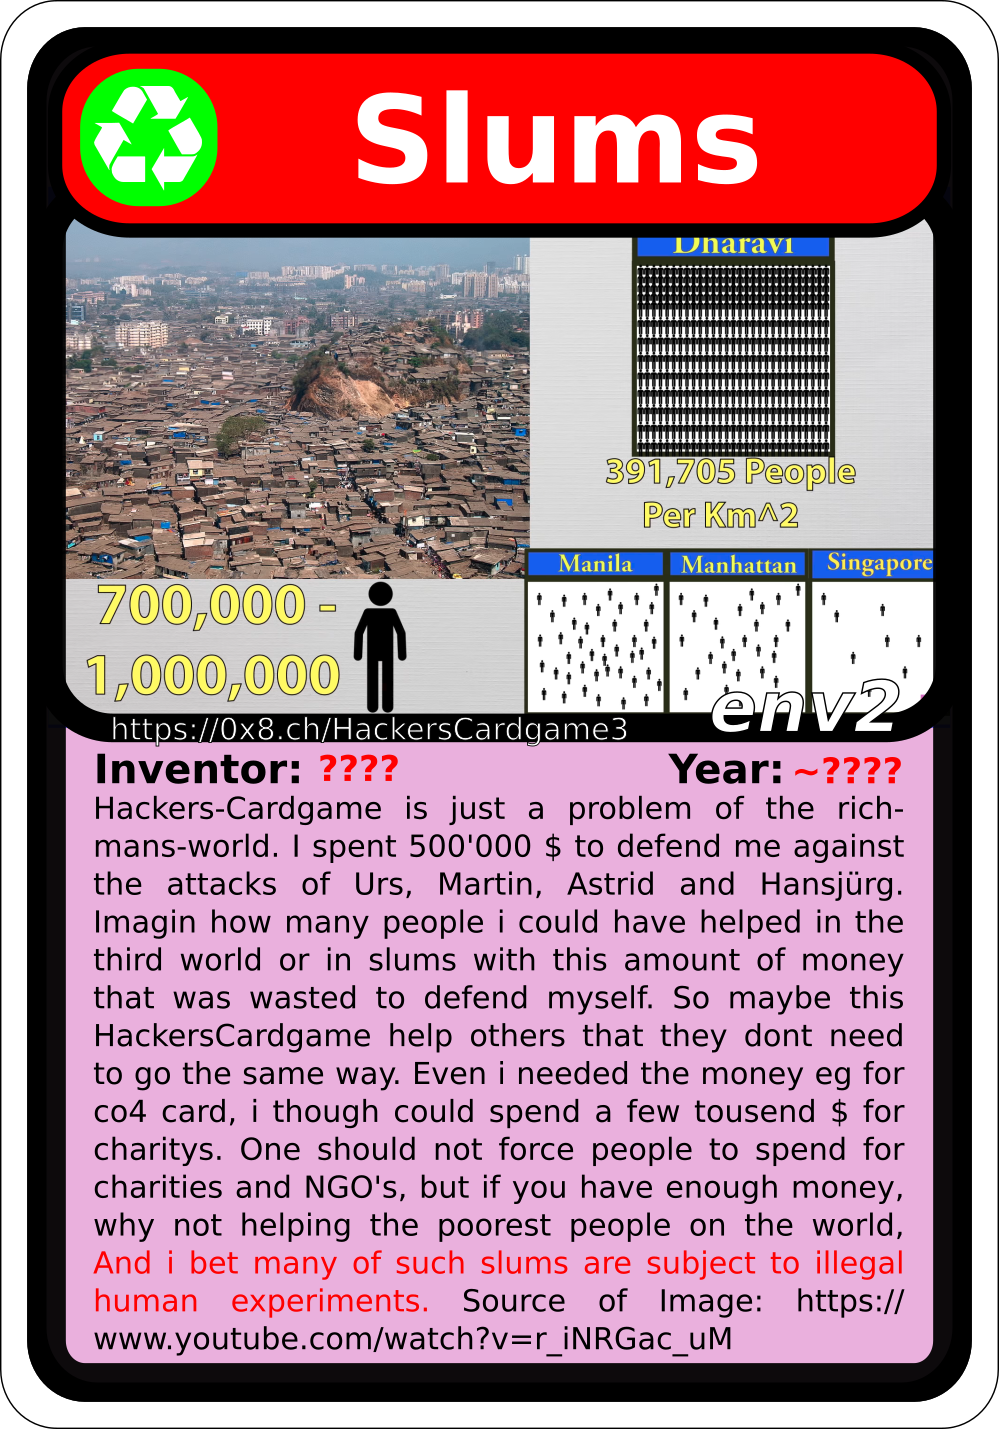 Slums
Dharavi
391,705 People
Per Km^2
Manila
Manhattan
Singapore
700,000 -
1,000,000
env2
https://0x8.ch/HackersCardgame3
Inventor: ????
Year: ~????
Hackers-Cardgame is just a problem of the rich-
mans-world. I spent 500'000 $ to defend me against
the attacks of Urs, Martin, Astrid and Hansjürg.
Imagin how many people i could have helped in the
third world or in slums with this amount of money
that was wasted to defend myself. So maybe this
HackersCardgame help others that they dont need
to go the same way. Even i needed the money eg for
co4 card, i though could spend a few tousend $ for
charitys. One should not force people to spend for
charities and NGO's, but if you have enough money,
why not helping the poorest people on the world,
And i bet many of such slums are subject to illegal
human experiments. Source of Image: https://
www.youtube.com/watch?v=r_iNRGac_uM